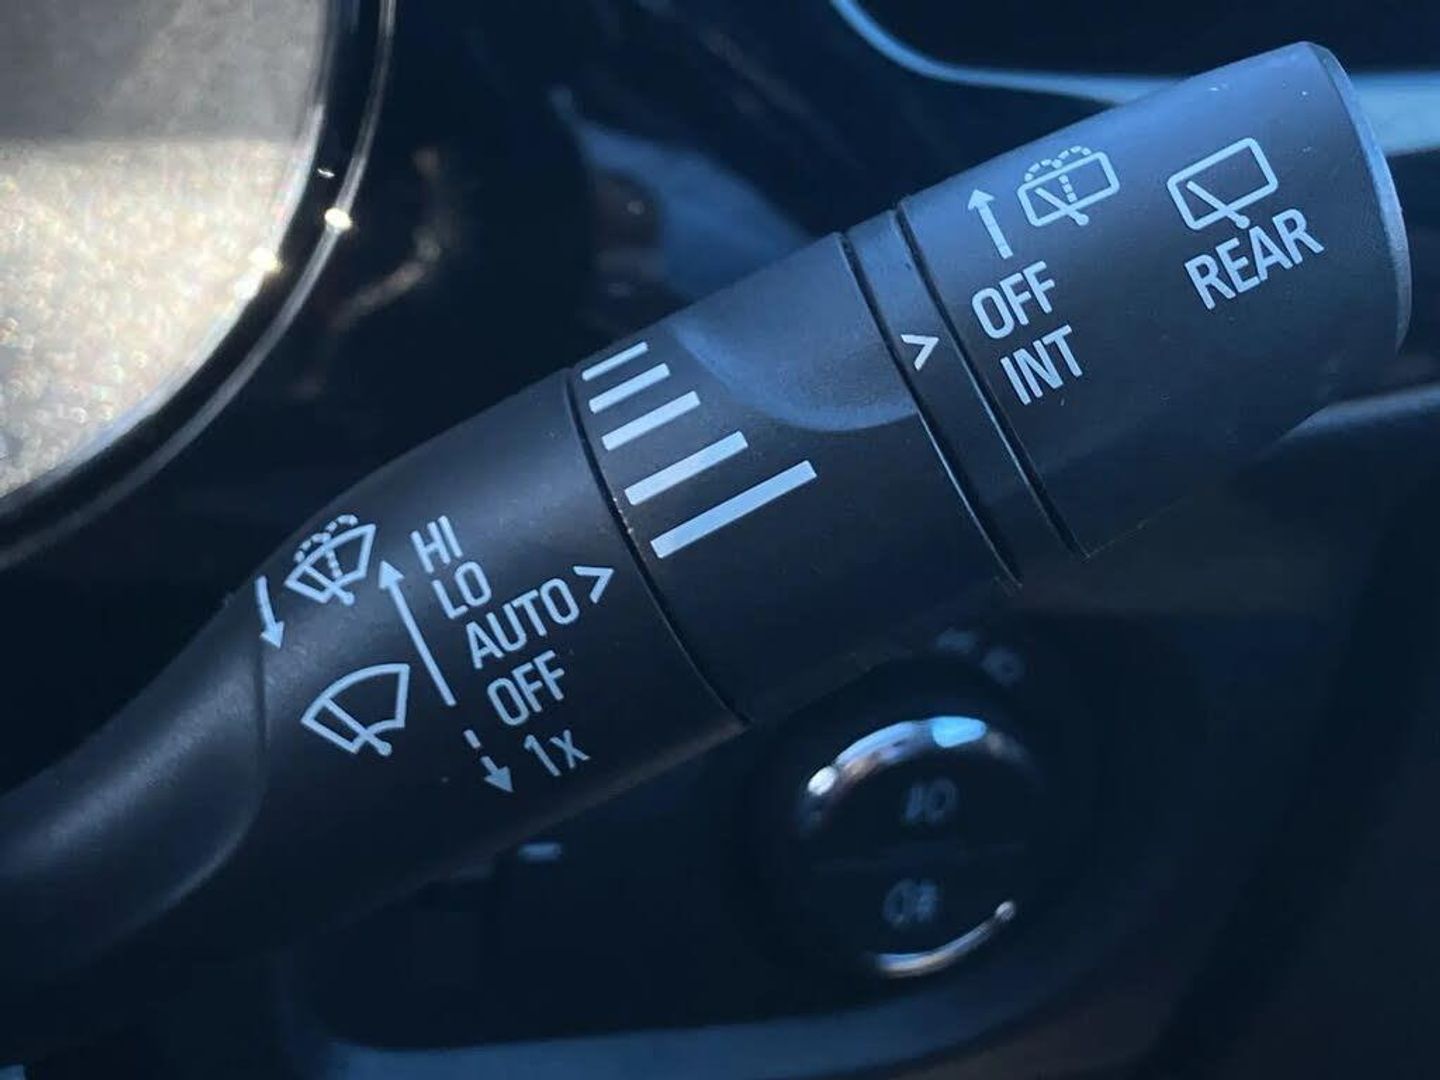 HI
LO
AUTO >
OFF
1x
>
OFF
INT
REAR